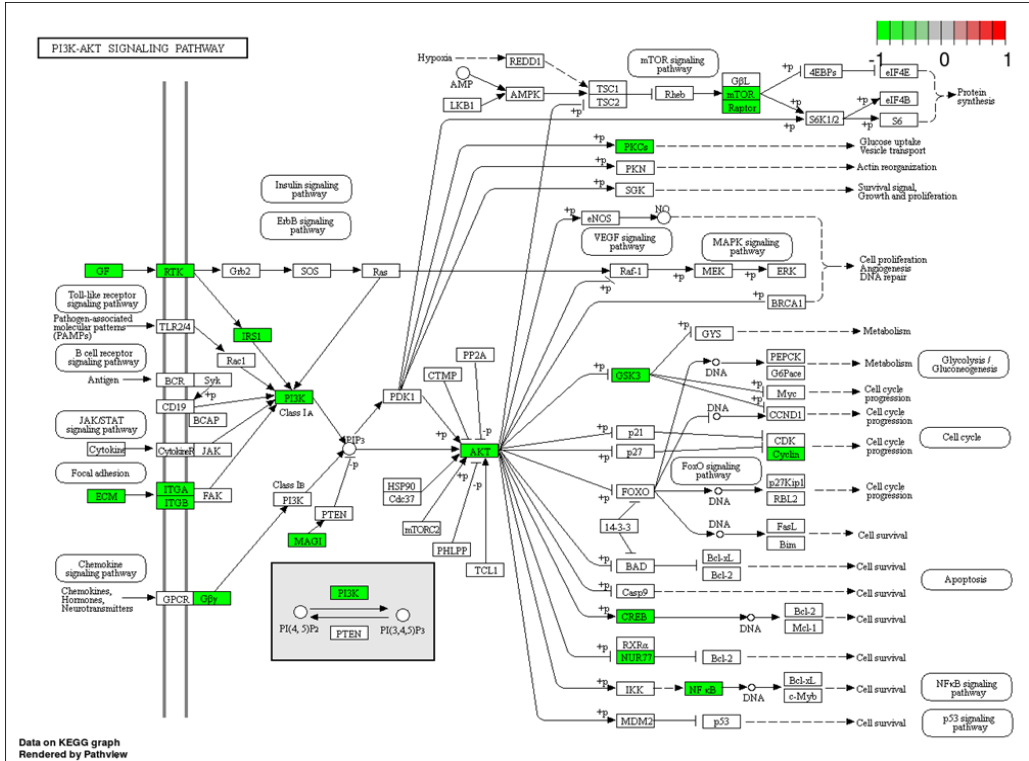 PI3K-AKT SIGNALING PATHWAY
-1 0 1
Hypoxia
REDD1
AMP
LKB1
AMPK
TSC1
TSC2
+p
Rheb
mTOR signaling
pathway
GβL
mTOR
Raptor
+p
4EBPs
eIF4E
+p
+p
S6K1/2
+p
+p
eIF4B
S6
Protein
synthesis
+p
PKCs
Glucose uptake
Vesicle transport
+p
PKN
Actin reorganization
+p
SGK
Survival signal,
Growth and proliferation
Insulin signaling
pathway
ErbB signaling
pathway
+p
eNOS
NO
VEGF signaling
pathway
MAPK signaling
pathway
GF
RTK
Grb2
SOS
Ras
Raf-1
+p
+p
MEK
+p
ERK
Cell proliferation
Angiogenesis
DNA repair
+p
BRCA1
Toll-like receptor
signaling pathway
Pathogen-associated
molecular patterns
(PAMPs)
TLR2/4
Rac1
IRS1
B cell receptor
signaling pathway
Antigen
BCR
Syk
+p
CD19
BCAP
PI3K
Class IA
JAK/STAT
signaling pathway
Cytokine
CytokineR
JAK
Focal adhesion
ECM
ITGA
ITGB
FAK
PP2A
CTMP
PDK1
PIP3
-p
+p
-p
AKT
+p
-p
HSP90
Cdc37
mTORC2
PHLPP
TCL1
Class IB
PI3K
PTEN
MAGI
Chemokine
signaling pathway
Chemokines,
Hormones,
Neurotransmitters
GPCR
Gβγ
PI3K
PI(4, 5)P2
PI(3,4,5)P3
PTEN
GYS
Metabolism
+p
+p
GSK3
DNA
PEPCK
G6Pace
Metabolism
Glycolysis /
Gluconeogenesis
+p
+p
Myc
Cell cycle
progression
DNA
CCND1
Cell cycle
progression
+p
p21
+p
p27
CDK
Cyclin
Cell cycle
progression
Cell cycle
FoxO signaling
pathway
+p
FOXO
DNA
p27Kip1
RBL2
Cell cycle
progression
14-3-3
DNA
FasL
Bim
Cell survival
+p
BAD
Bcl-xL
Bcl-2
Cell survival
Apoptosis
+p
Casp9
Cell survival
+p
CREB
DNA
Bcl-2
Mcl-1
Cell survival
+p
RXRα
NUR77
Bcl-2
Cell survival
+p
IKK
NFκB
DNA
Bcl-xL
c-Myb
Cell survival
NFκB signaling
pathway
+p
MDM2
p53
Cell survival
p53 signaling
pathway
Data on KEGG graph
Rendered by Pathview